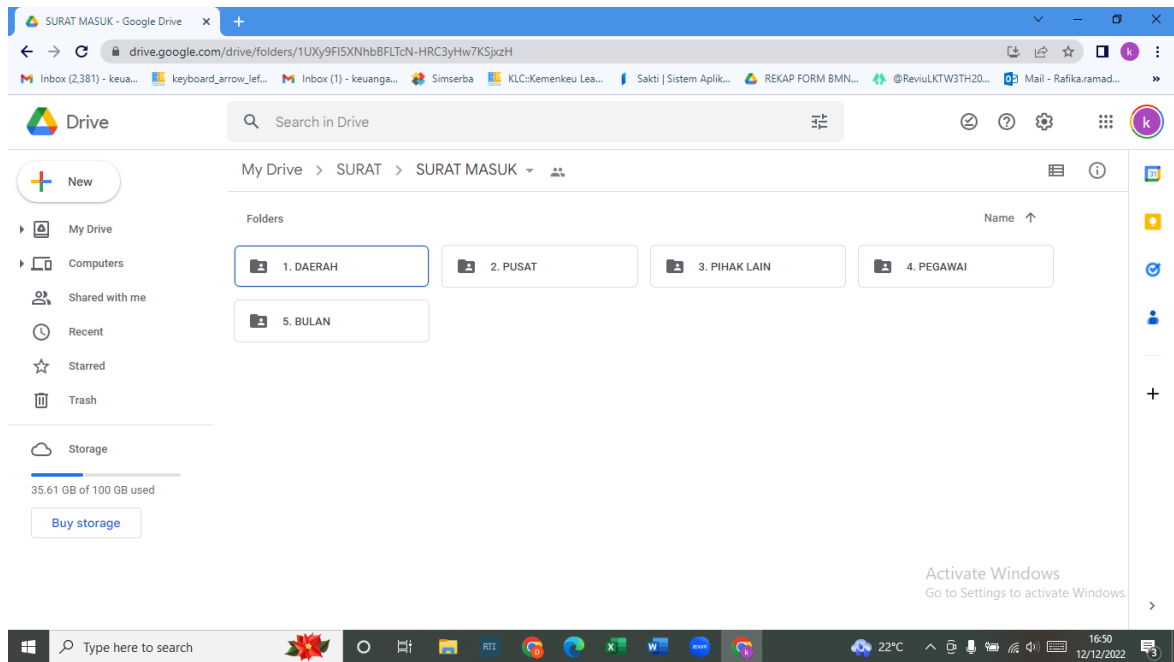 SURAT MASUK - Google Drive
drive.google.com/drive/folders/1UXy9FI5XNhbBFLTcN-HRC3yHw7KSjxzH
k
Inbox (2,381) - keua... keyboard_arrow_lef... Inbox (1) - keuanga... Simserba KLC::Kemenkeu Lea... Sakti | Sistem Aplik... REKAP FORM BMN... @ReviuLKTW3TH20... Mail - Rafika.ramad... »
Drive
Search in Drive
k
New
My Drive > SURAT > SURAT MASUK
31
My Drive
Computers
Shared with me
Recent
Starred
Trash
Storage
35.61 GB of 100 GB used
Buy storage
Folders
Name
1. DAERAH
2. PUSAT
3. PIHAK LAIN
4. PEGAWAI
5. BULAN
Activate Windows
Go to Settings to activate Windows.
Type here to search
RTI
zoom
22°C
16:50
12/12/2022
3